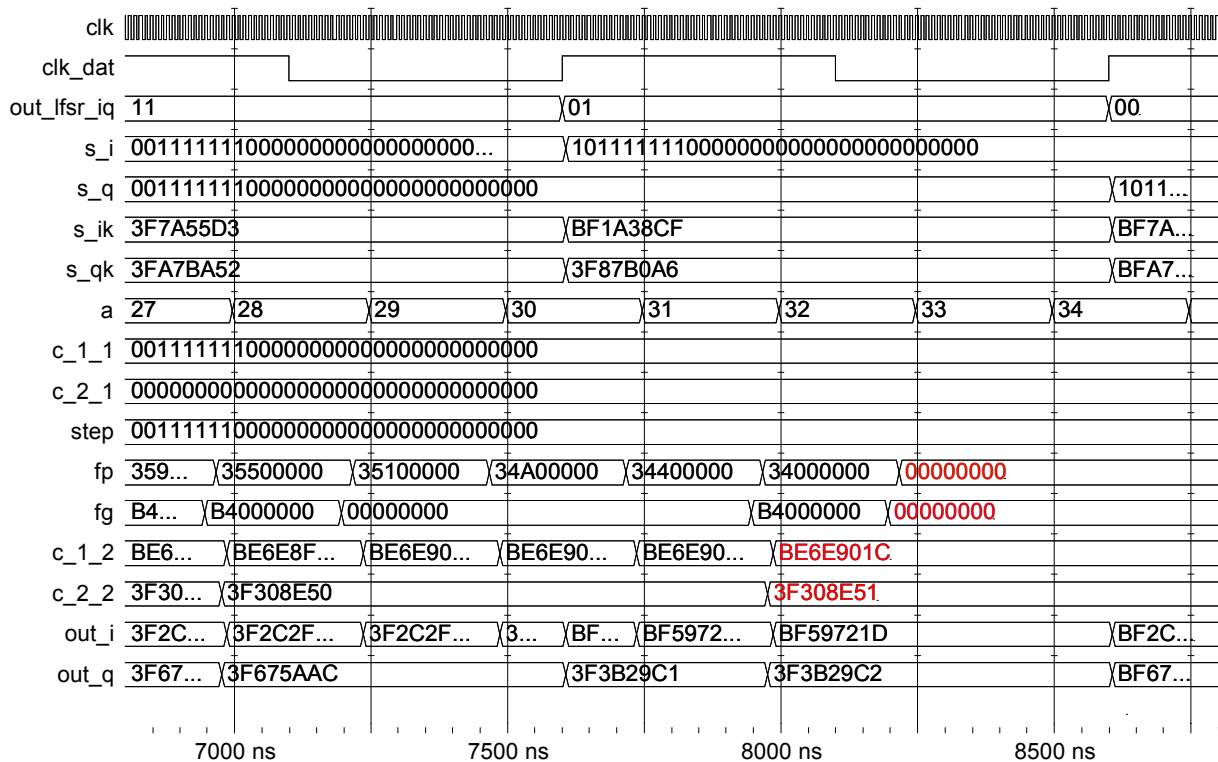 clk
clk_dat
out_lfsr_iq 11 01 00
s_i 001111111000000000000000000... 10111111100000000000000000000000
s_q 00111111100000000000000000000000 1011...
s_ik 3F7A55D3 BF1A38CF BF7A...
s_qk 3FA7BA52 3F87B0A6 BFA7...
a 27 28 29 30 31 32 33 34
c_1_1 00111111100000000000000000000000
c_2_1 00000000000000000000000000000000
step 00111111000000000000000000000000
fp 359... 35500000 35100000 34A00000 34400000 34000000 00000000
fg B4... B4000000 00000000 B4000000 00000000
c_1_2 BE6... BE6E8F... BE6E90... BE6E90... BE6E90... BE6E901C
c_2_2 3F30... 3F308E50 3F308E51
out_i 3F2C... 3F2C2F... 3F2C2F... 3... BF... BF5972... BF59721D BF2C...
out_q 3F67... 3F675AAC 3F3B29C1 3F3B29C2 BF67...
7000 ns 7500 ns 8000 ns 8500 ns